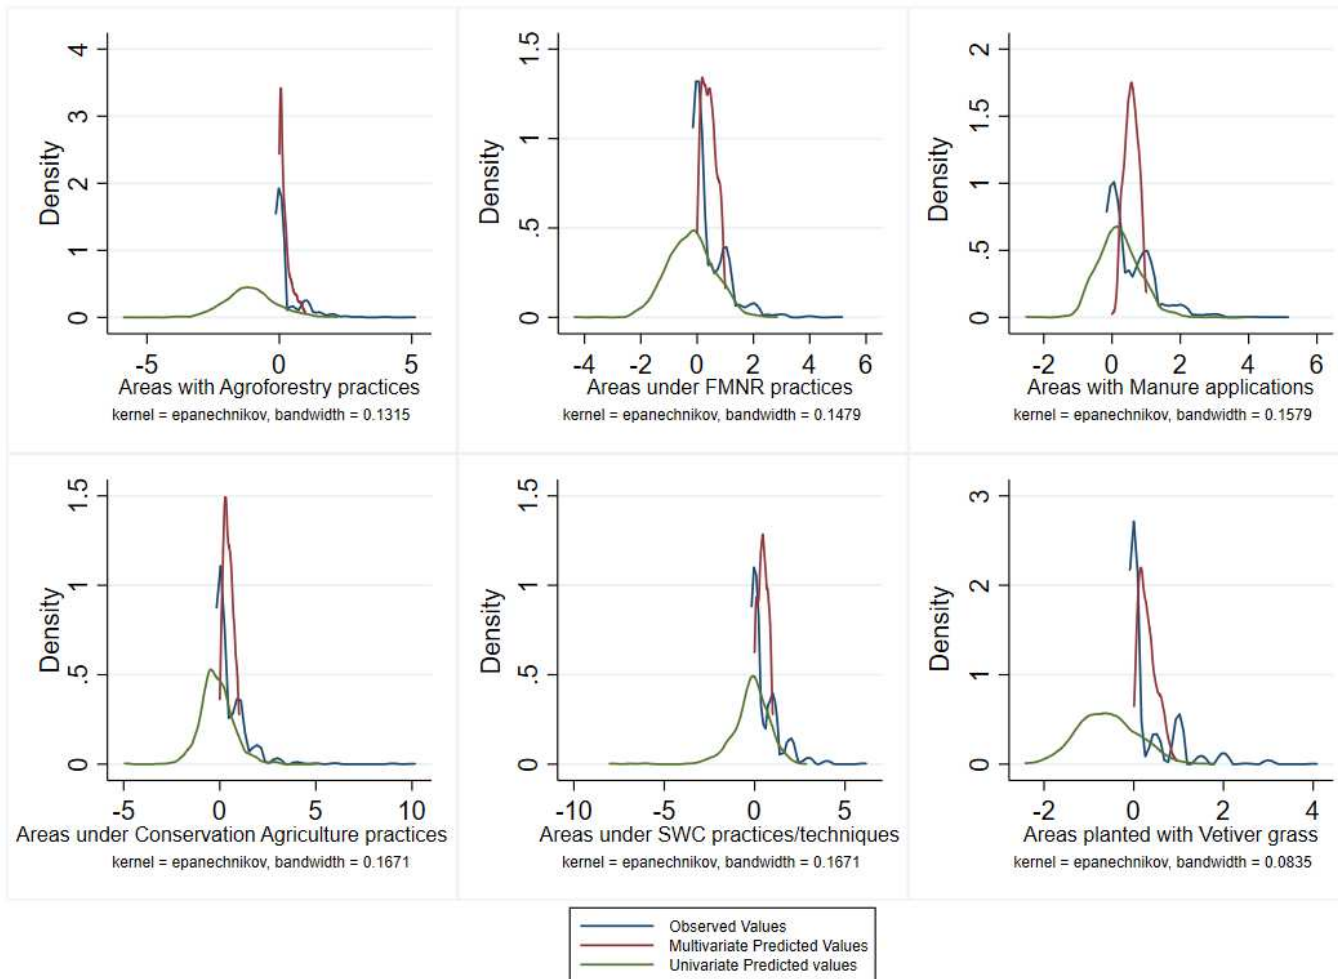 Density
4
3
2
1
0
-5
0
5
Areas with Agroforestry practices
kernel = epanechnikov, bandwidth = 0.1315
Density
1.5
1
.5
0
-4
-2
0
2
4
6
Areas under FMNR practices
kernel = epanechnikov, bandwidth = 0.1479
Density
2
1.5
1
.5
0
-2
0
2
4
6
Areas with Manure applications
kernel = epanechnikov, bandwidth = 0.1579
Density
1.5
1
.5
0
-5
0
5
10
Areas under Conservation Agriculture practices
kernel = epanechnikov, bandwidth = 0.1671
Density
1.5
1
.5
0
-10
-5
0
5
Areas under SWC practices/techniques
kernel = epanechnikov, bandwidth = 0.1671
Density
3
2
1
0
-2
0
2
4
Areas planted with Vetiver grass
kernel = epanechnikov, bandwidth = 0.0835
Observed Values
Multivariate Predicted Values
Univariate Predicted values